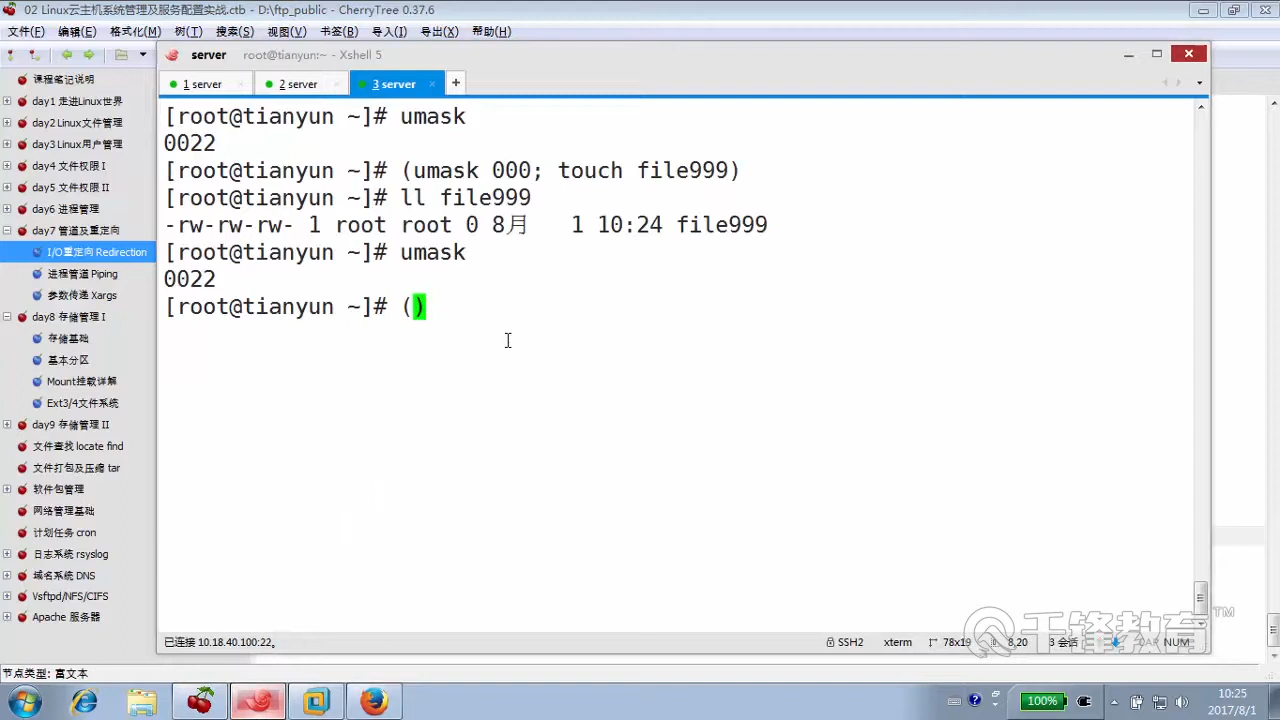 02 Linux云主机系统管理及服务配置实战.ctb - D:\ftp_public - CherryTree 0.37.6
文件(F) 编辑(E) 格式化(M) 树(T) 搜索(S) 视图(V) 书签(B) 导入(I) 导出(X) 帮助(H)
server root@tianyun:~ - Xshell 5
1 server × 2 server × 3 server × +
课程笔记说明
day1 走进Linux世界
day2 Linux文件管理
day3 Linux用户管理
day4 文件权限 I
day5 文件权限 II
day6 进程管理
day7 管道及重定向
I/O重定向 Redirection
进程管道 Piping
参数传递 Xargs
day8 存储管理 I
存储基础
基本分区
Mount挂载详解
Ext3/4文件系统
day9 存储管理 II
文件查找 locate find
文件打包及压缩 tar
软件包管理
网络管理基础
计划任务 cron
日志系统 rsyslog
域名系统 DNS
Vsftpd/NFS/CIFS
Apache 服务器
[root@tianyun ~]# umask
0022
[root@tianyun ~]# (umask 000; touch file999)
[root@tianyun ~]# ll file999
-rw-rw-rw- 1 root root 0 8月 1 10:24 file999
[root@tianyun ~]# umask
0022
[root@tianyun ~]# ()
千锋教育™
已连接 10.18.40.100:22。 SSH2 xterm 78x19 8,20 3 会话 CAP NUM
节点类型: 富文本
100%
10:25
2017/8/1